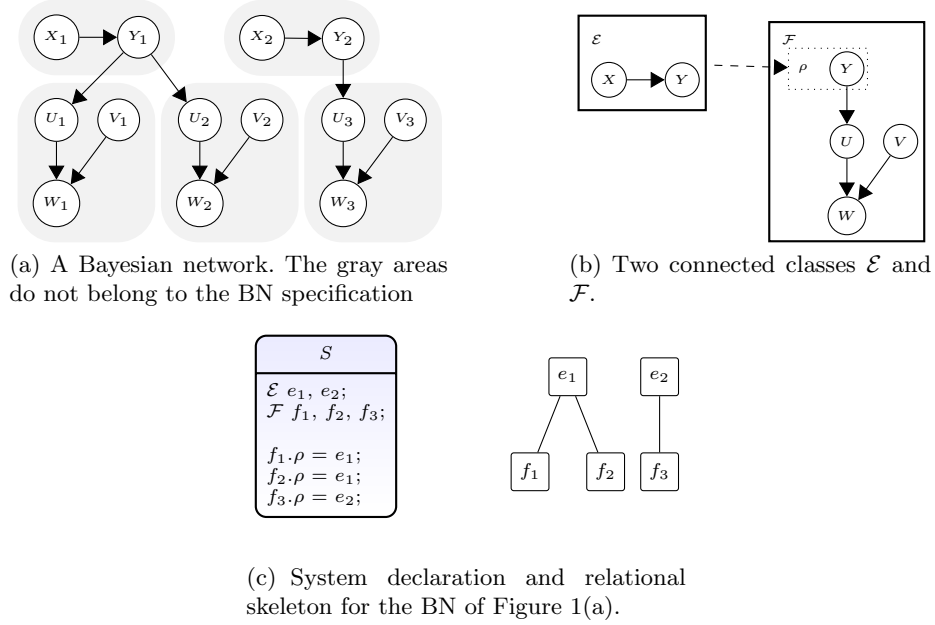 X₁ Y₁ X₂ Y₂
U₁ V₁ U₂ V₂ U₃ V₃
W₁ W₂ W₃
(a) A Bayesian network. The gray areas
do not belong to the BN specification
ℰ
X Y
ℱ
ρ Y
U V
W
(b) Two connected classes ℰ and
ℱ.
S
ℰ e₁, e₂;
ℱ f₁, f₂, f₃;
f₁.ρ = e₁;
f₂.ρ = e₁;
f₃.ρ = e₂;
e₁ e₂
f₁ f₂ f₃
(c) System declaration and relational
skeleton for the BN of Figure 1(a).